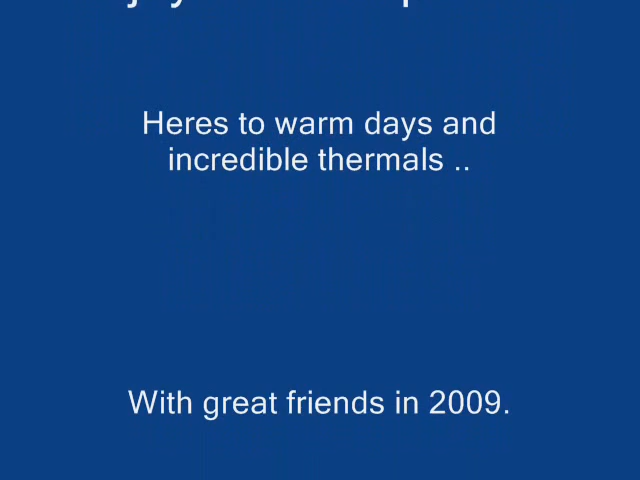 Heres to warm days and
incredible thermals ..
With great friends in 2009.